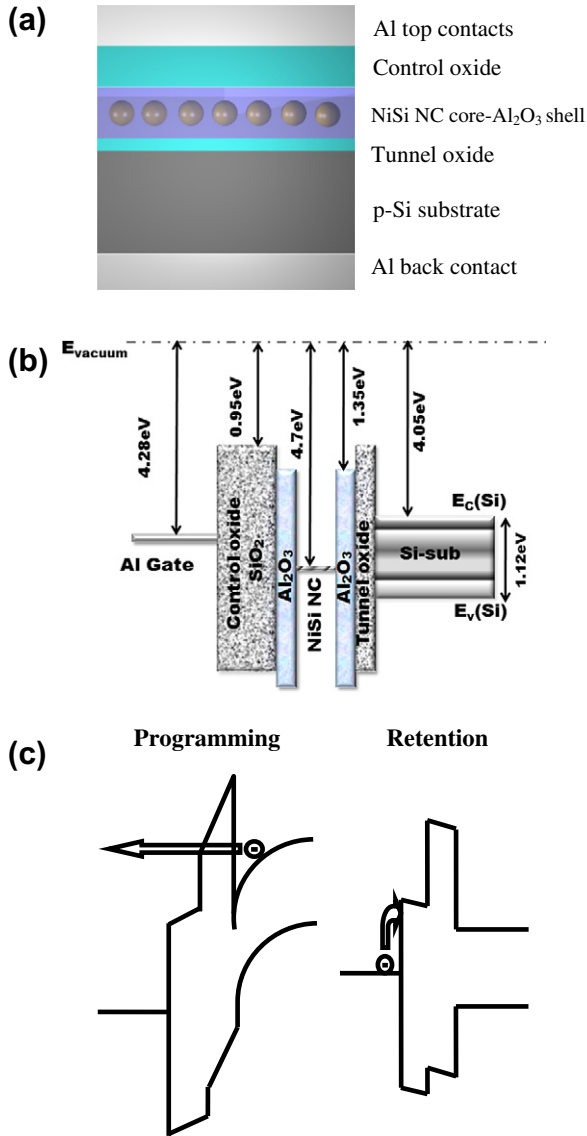 (a)
Al top contacts
Control oxide
NiSi NC core-Al₂O₃ shell
Tunnel oxide
p-Si substrate
Al back contact
(b)
Evacuum
4.28eV
0.95eV
4.7eV
1.35eV
4.05eV
Al Gate
Control oxide
SiO₂
Al₂O₃
NiSi NC
Al₂O₃
Tunnel oxide
EC(Si)
Si-sub
1.12eV
Ev(Si)
Programming
Retention
(c)